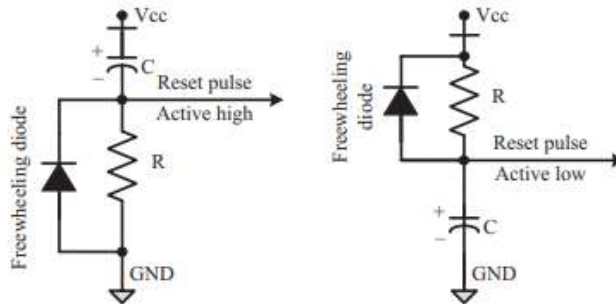 Vcc
+
−
C
Reset pulse
Active high
Freewheeling diode
R
GND
Vcc
Freewheeling
diode
R
Reset pulse
Active low
+
−
C
GND